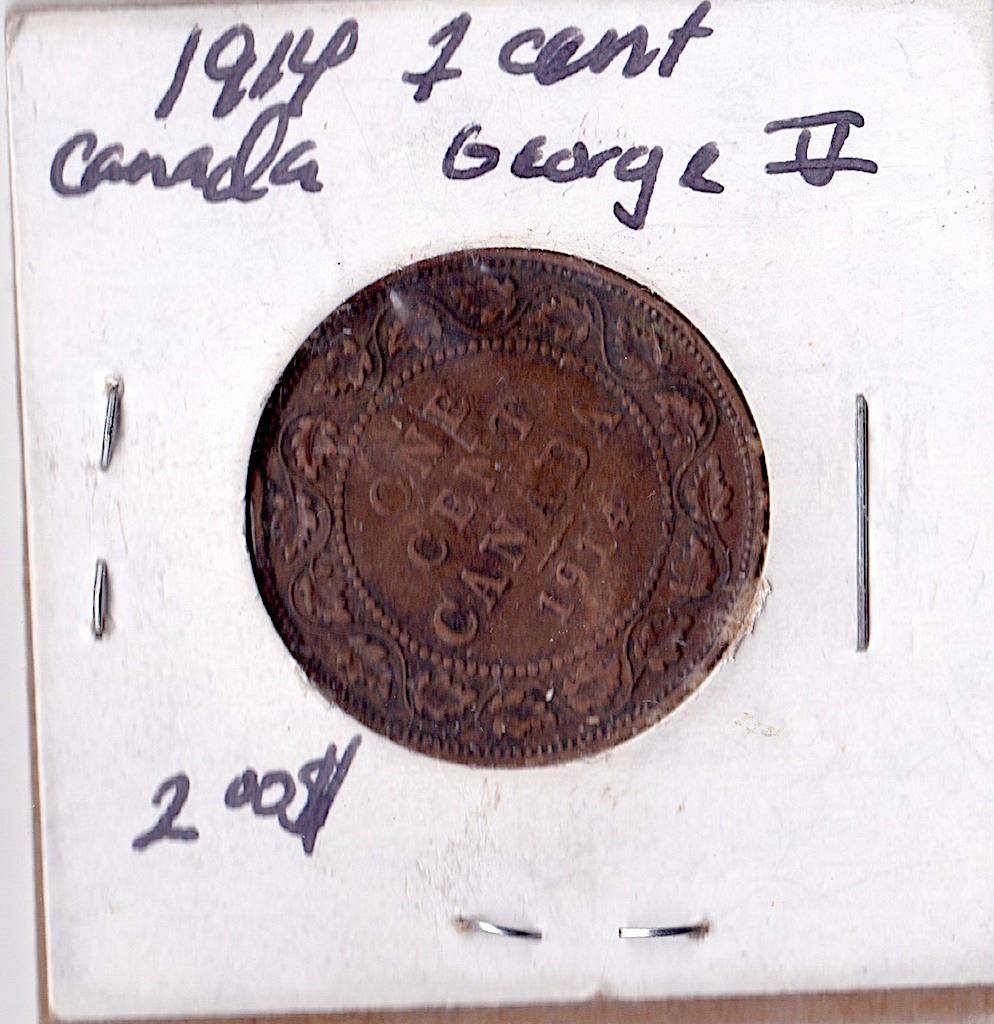 1914 1 cent
Canada George V
ONE
CENT
CANADA
1914
2 00$